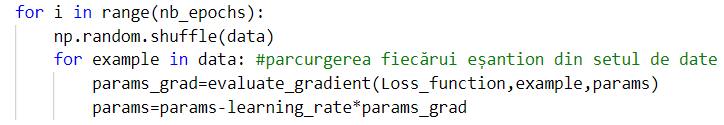 for i in range(nb_epochs):
    np.random.shuffle(data)
    for example in data: #parcurgerea fiecărui eșantion din setul de date
        params_grad=evaluate_gradient(Loss_function,example,params)
        params=params-learning_rate*params_grad